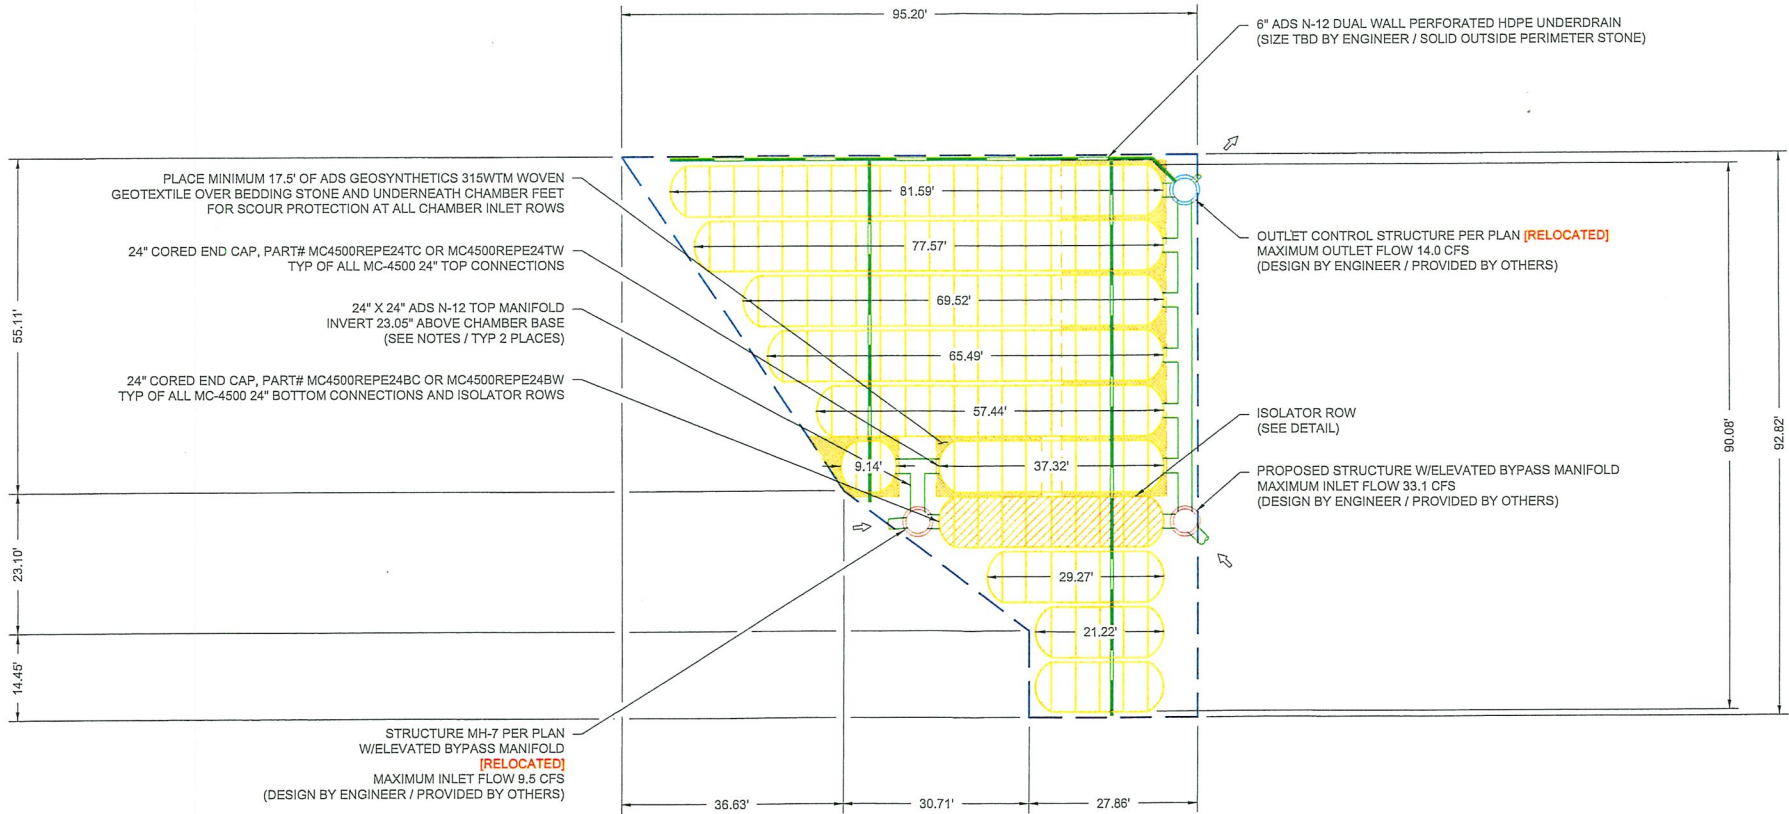 95.20'
6" ADS N-12 DUAL WALL PERFORATED HDPE UNDERDRAIN
(SIZE TBD BY ENGINEER / SOLID OUTSIDE PERIMETER STONE)
PLACE MINIMUM 17.5' OF ADS GEOSYNTHETICS 315WTM WOVEN
GEOTEXTILE OVER BEDDING STONE AND UNDERNEATH CHAMBER FEET
FOR SCOUR PROTECTION AT ALL CHAMBER INLET ROWS
24" CORED END CAP, PART# MC4500REPE24TC OR MC4500REPE24TW
TYP OF ALL MC-4500 24" TOP CONNECTIONS
24" X 24" ADS N-12 TOP MANIFOLD
INVERT 23.05" ABOVE CHAMBER BASE
(SEE NOTES / TYP 2 PLACES)
24" CORED END CAP, PART# MC4500REPE24BC OR MC4500REPE24BW
TYP OF ALL MC-4500 24" BOTTOM CONNECTIONS AND ISOLATOR ROWS
55.11'
23.10'
14.45'
81.59'
77.57'
69.52'
65.49'
57.44'
9.14'
37.32'
29.27'
21.22'
OUTLET CONTROL STRUCTURE PER PLAN [RELOCATED]
MAXIMUM OUTLET FLOW 14.0 CFS
(DESIGN BY ENGINEER / PROVIDED BY OTHERS)
ISOLATOR ROW
(SEE DETAIL)
PROPOSED STRUCTURE W/ELEVATED BYPASS MANIFOLD
MAXIMUM INLET FLOW 33.1 CFS
(DESIGN BY ENGINEER / PROVIDED BY OTHERS)
90.08'
92.82'
STRUCTURE MH-7 PER PLAN
W/ELEVATED BYPASS MANIFOLD
[RELOCATED]
MAXIMUM INLET FLOW 9.5 CFS
(DESIGN BY ENGINEER / PROVIDED BY OTHERS)
36.63'
30.71'
27.86'